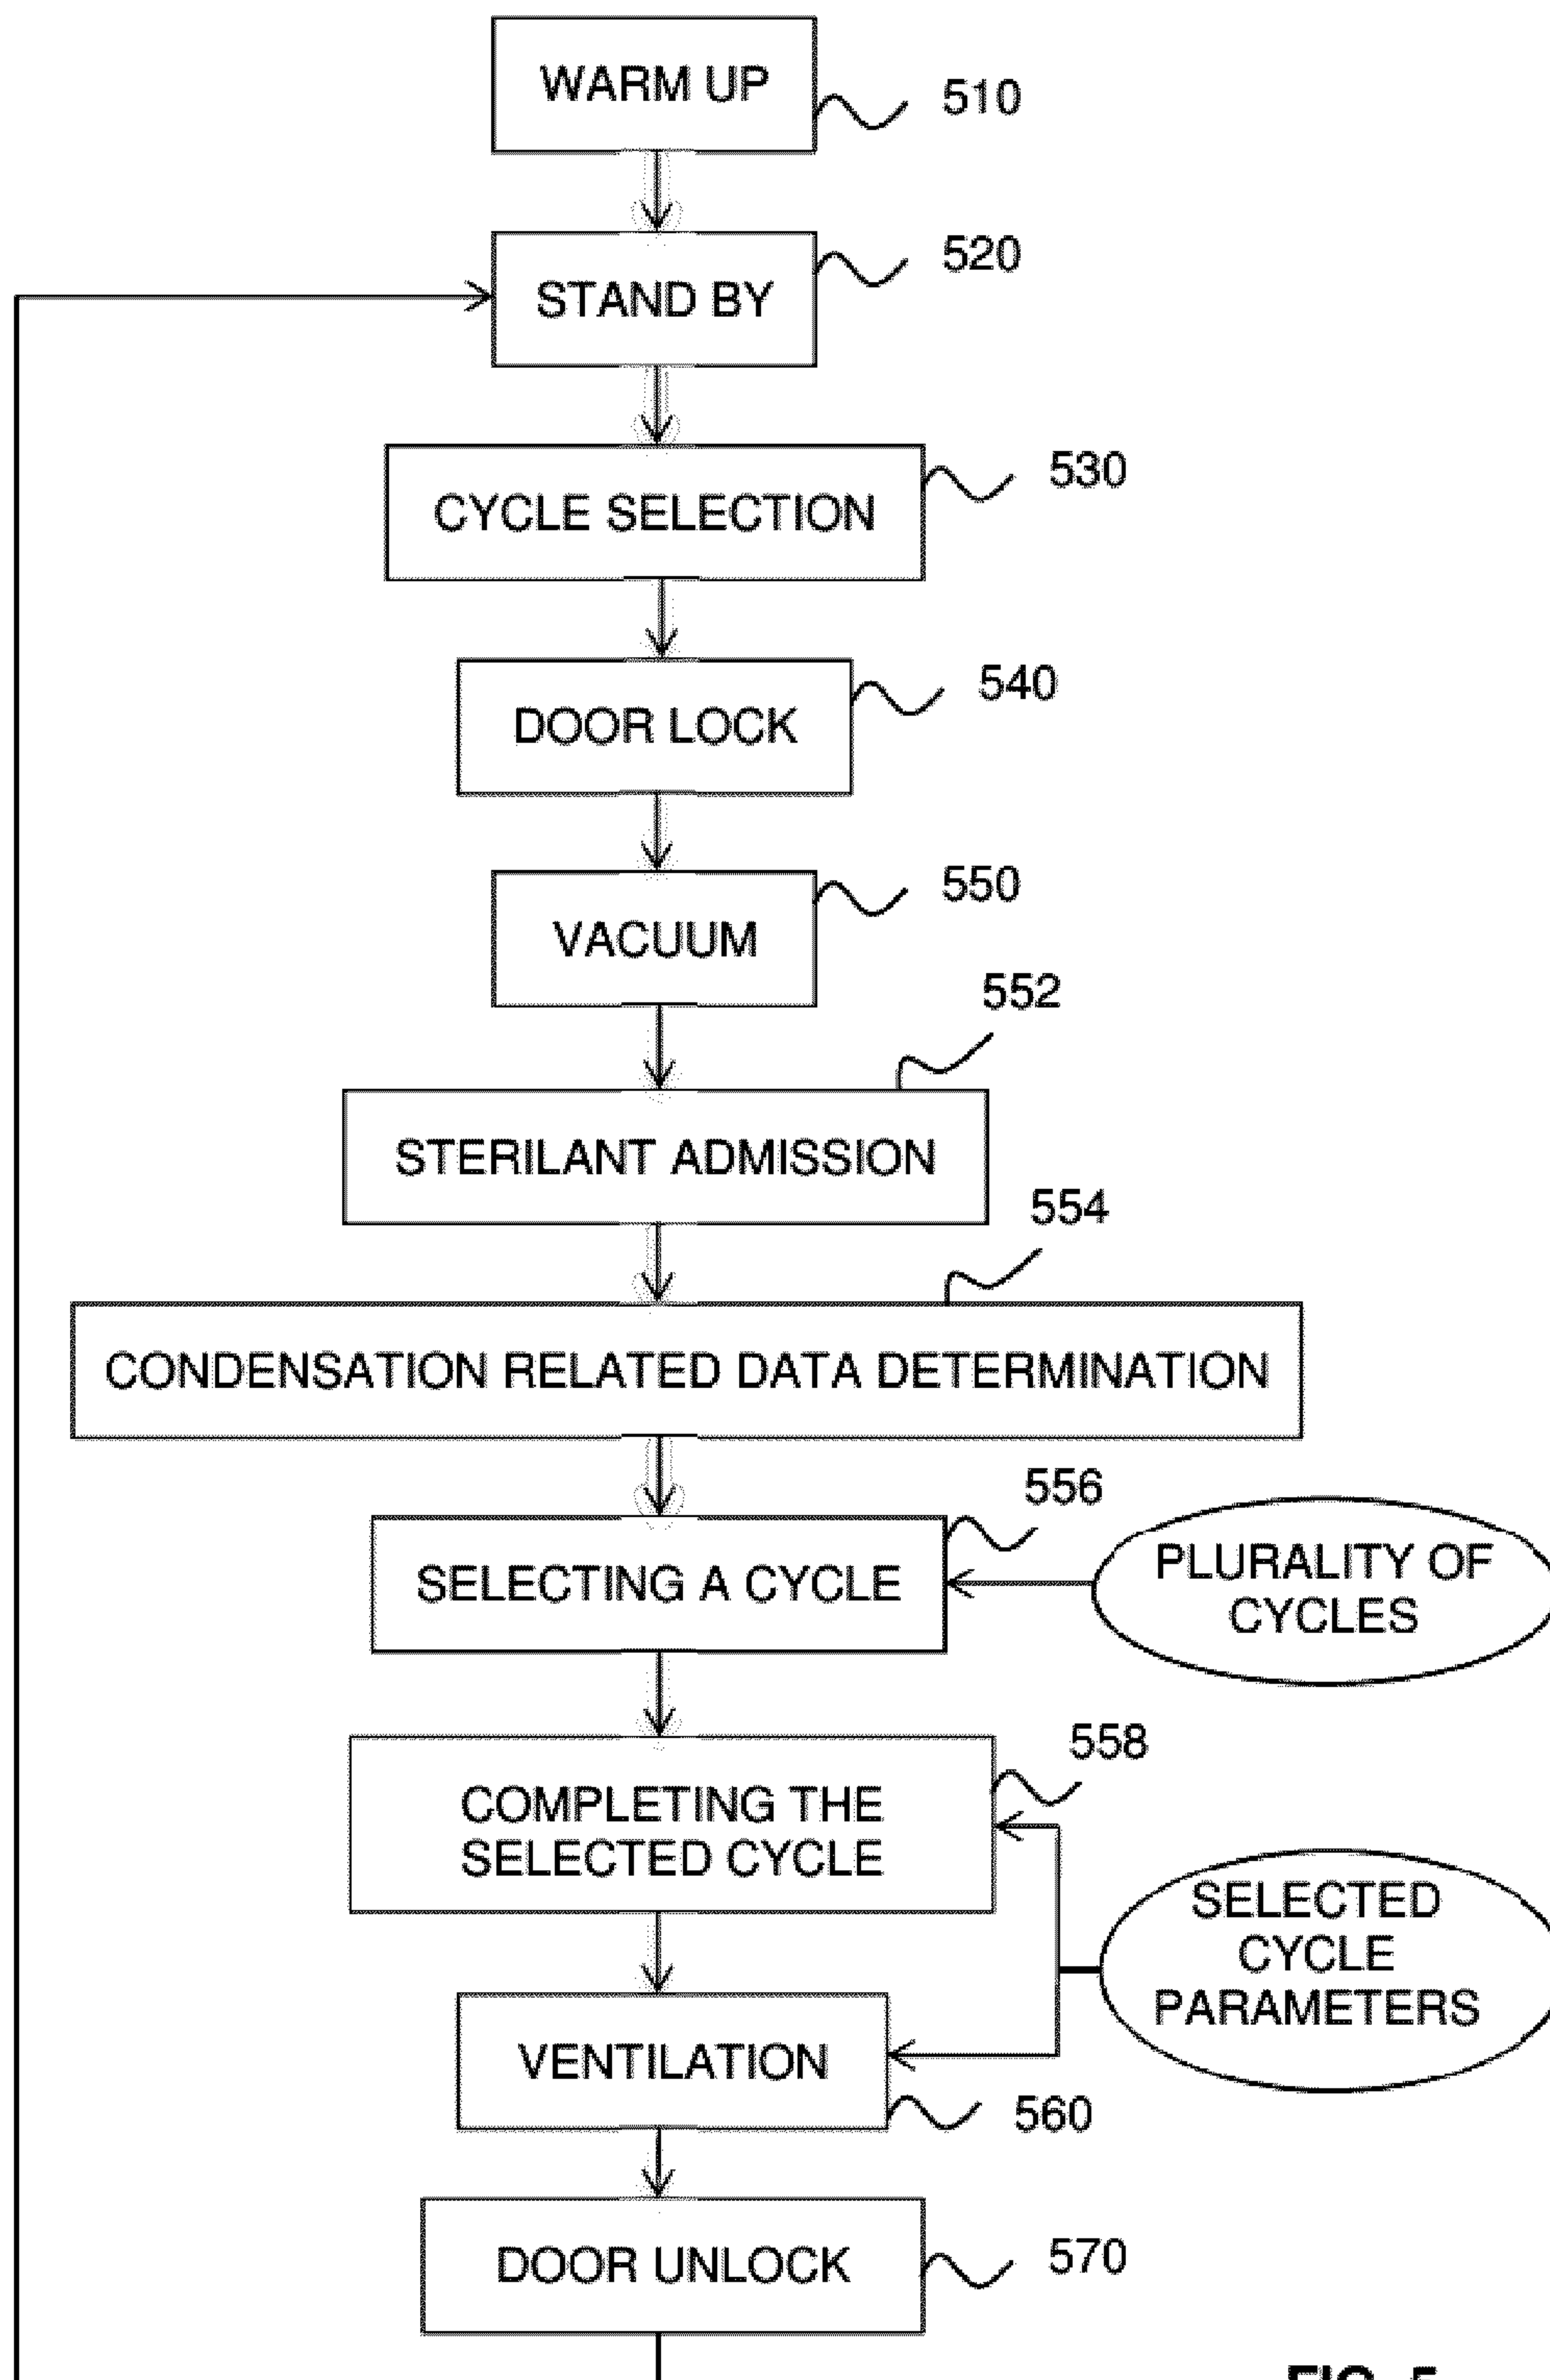 WARM UP
510
STAND BY
520
CYCLE SELECTION
530
DOOR LOCK
540
VACUUM
550
552
STERILANT ADMISSION
554
CONDENSATION RELATED DATA DETERMINATION
556
SELECTING A CYCLE
PLURALITY OF
CYCLES
558
COMPLETING THE
SELECTED CYCLE
SELECTED
CYCLE
PARAMETERS
VENTILATION
560
DOOR UNLOCK
570